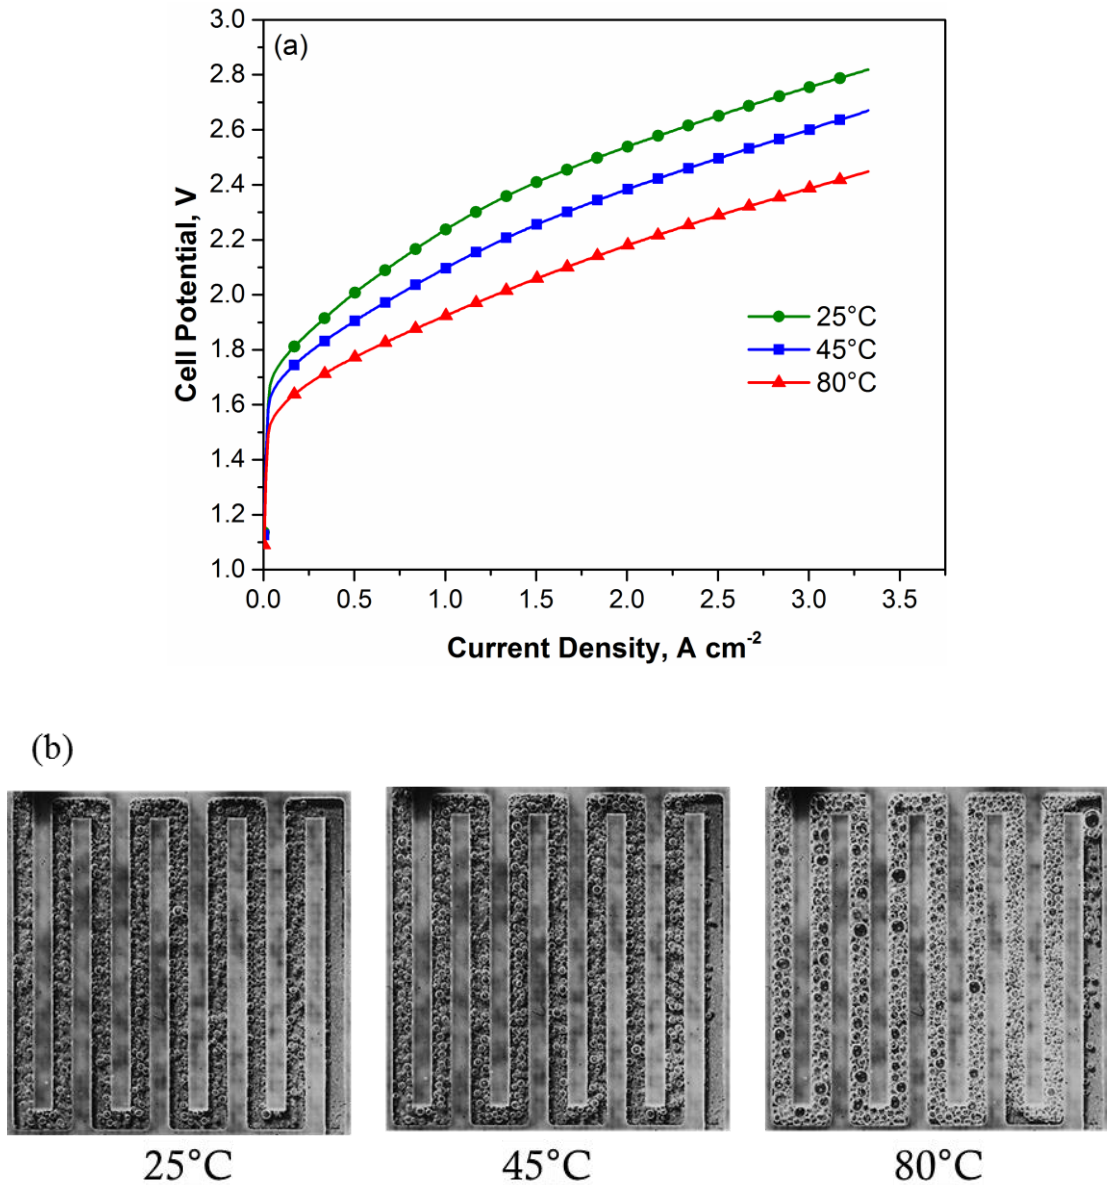 (a)
3.0
2.8
2.6
2.4
2.2
2.0
1.8
1.6
1.4
1.2
1.0
Cell Potential, V
25°C
45°C
80°C
0.0 0.5 1.0 1.5 2.0 2.5 3.0 3.5
Current Density, A cm⁻²
(b)
25°C 45°C 80°C